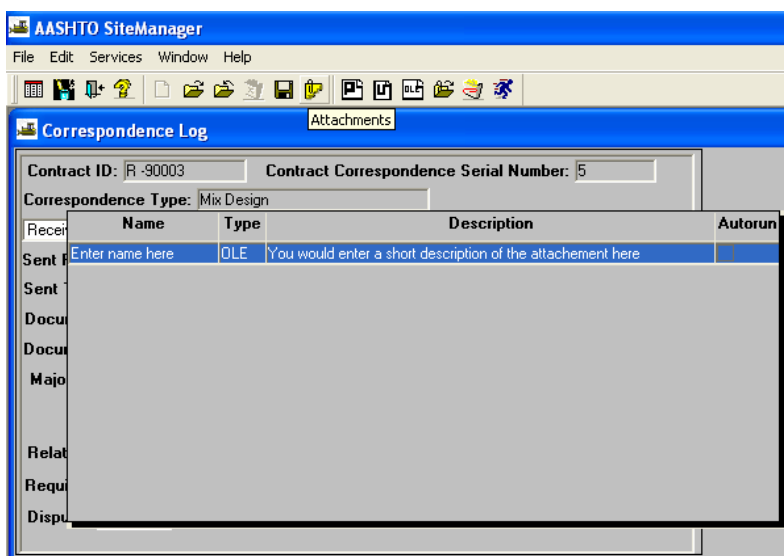 AASHTO SiteManager
File Edit Services Window Help
Attachments
Correspondence Log
Contract ID: R -90003 Contract Correspondence Serial Number: 5
Correspondence Type: Mix Design
Name Type Description Autorun
Enter name here OLE You would enter a short description of the attachement here
Sent
Sent